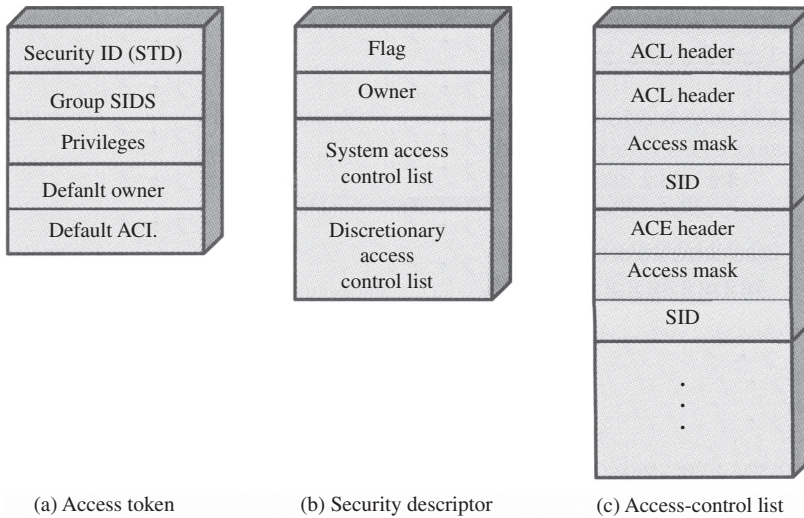 Security ID (STD)
Group SIDS
Privileges
Defanlt owner
Default ACI.
(a) Access token
Flag
Owner
System access
control list
Discretionary
access
control list
(b) Security descriptor
ACL header
ACL header
Access mask
SID
ACE header
Access mask
SID
.
.
.
(c) Access-control list